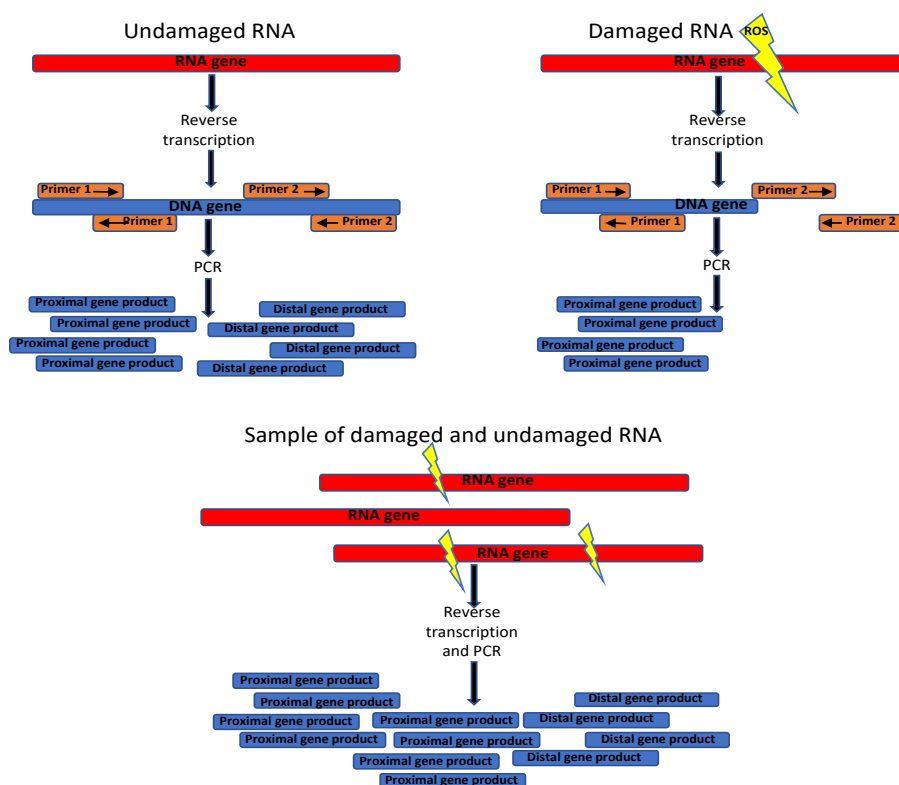 Undamaged RNA
RNA gene
Reverse
transcription
Primer 1
Primer 2
DNA gene
Primer 1
Primer 2
PCR
Proximal gene product
Proximal gene product
Proximal gene product
Proximal gene product
Distal gene product
Distal gene product
Distal gene product
Distal gene product
Damaged RNA
ROS
RNA gene
Reverse
transcription
Primer 1
Primer 2
DNA gene
Primer 1
Primer 2
PCR
Proximal gene product
Proximal gene product
Proximal gene product
Proximal gene product
Sample of damaged and undamaged RNA
RNA gene
RNA gene
RNA gene
Reverse
transcription
and PCR
Proximal gene product
Proximal gene product
Proximal gene product
Proximal gene product
Proximal gene product
Proximal gene product
Proximal gene product
Proximal gene product
Distal gene product
Distal gene product
Distal gene product
Distal gene product